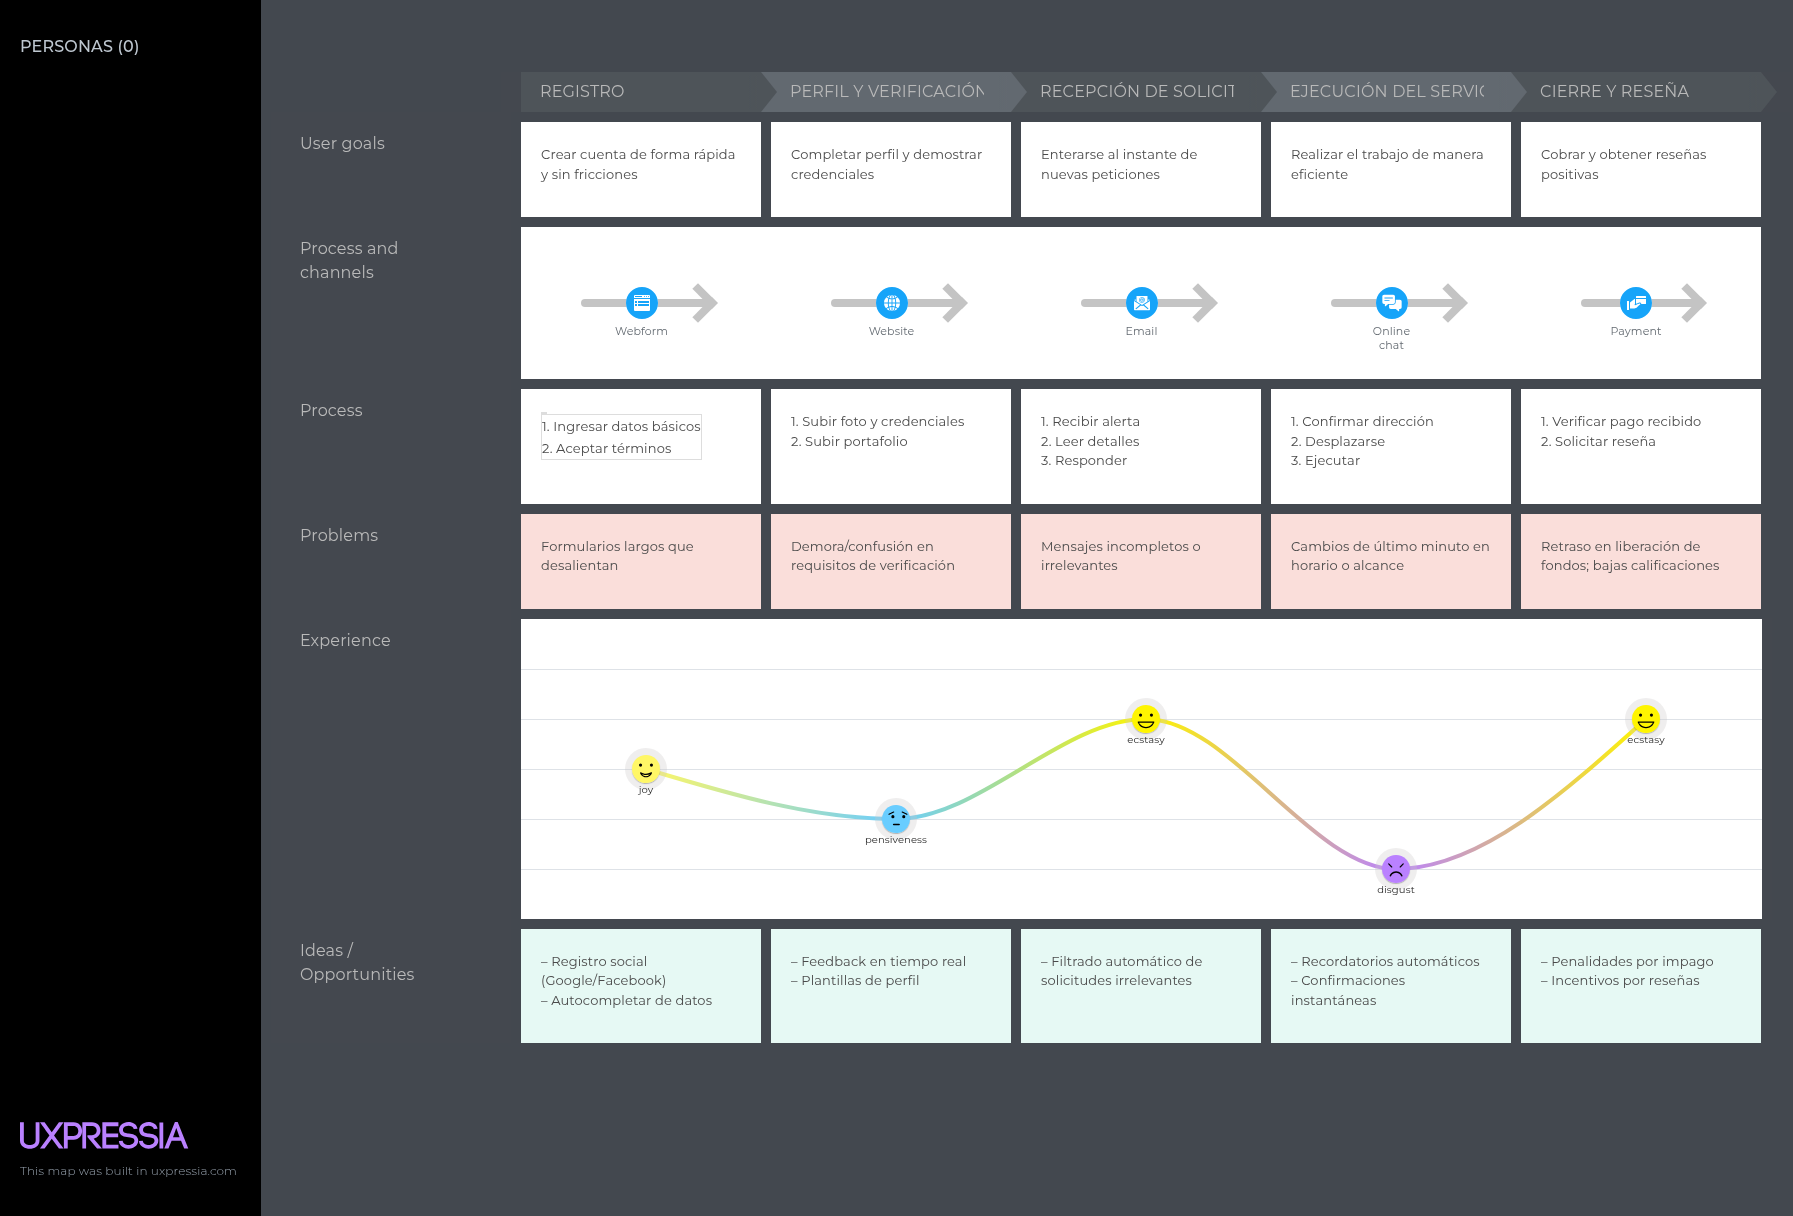 PERSONAS (0)
REGISTRO
PERFIL Y VERIFICACIÓN
RECEPCIÓN DE SOLICIT
EJECUCIÓN DEL SERVIC
CIERRE Y RESEÑA
User goals
Crear cuenta de forma rápida
y sin fricciones
Completar perfil y demostrar
credenciales
Enterarse al instante de
nuevas peticiones
Realizar el trabajo de manera
eficiente
Cobrar y obtener reseñas
positivas
Process and
channels
Webform
Website
Email
Online
chat
Payment
Process
1. Ingresar datos básicos
2. Aceptar términos
1. Subir foto y credenciales
2. Subir portafolio
1. Recibir alerta
2. Leer detalles
3. Responder
1. Confirmar dirección
2. Desplazarse
3. Ejecutar
1. Verificar pago recibido
2. Solicitar reseña
Problems
Formularios largos que
desalientan
Demora/confusión en
requisitos de verificación
Mensajes incompletos o
irrelevantes
Cambios de último minuto en
horario o alcance
Retraso en liberación de
fondos; bajas calificaciones
Experience
joy
pensiveness
ecstasy
disgust
ecstasy
Ideas /
Opportunities
– Registro social
(Google/Facebook)
– Autocompletar de datos
– Feedback en tiempo real
– Plantillas de perfil
– Filtrado automático de
solicitudes irrelevantes
– Recordatorios automáticos
– Confirmaciones
instantáneas
– Penalidades por impago
– Incentivos por reseñas
UXPRESSIA
This map was built in uxpressia.com